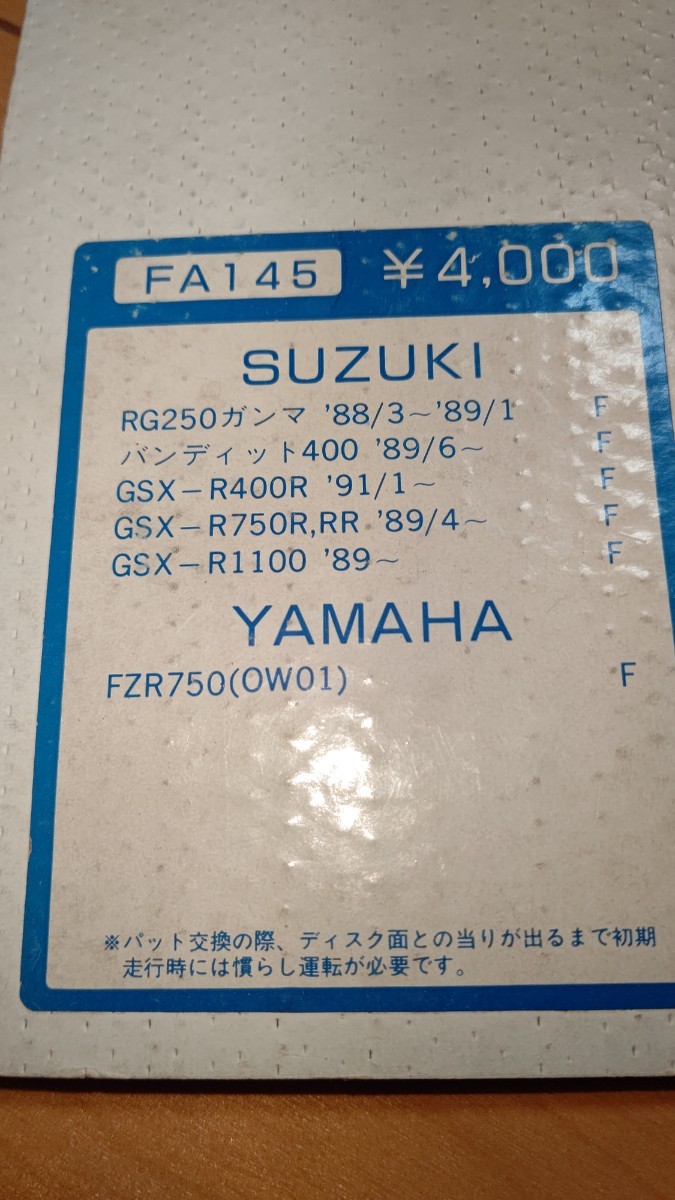 FA145 ¥4,000
SUZUKI
RG250ガンマ '88/3~'89/1 F
バンディット400 '89/6~ F
GSX-R400R '91/1~ F
GSX-R750R,RR '89/4~ F
GSX-R1100 '89~ F
YAMAHA
FZR750(OW01) F
※パット交換の際、ディスク面との当りが出るまで初期
走行時には慣らし運転が必要です。